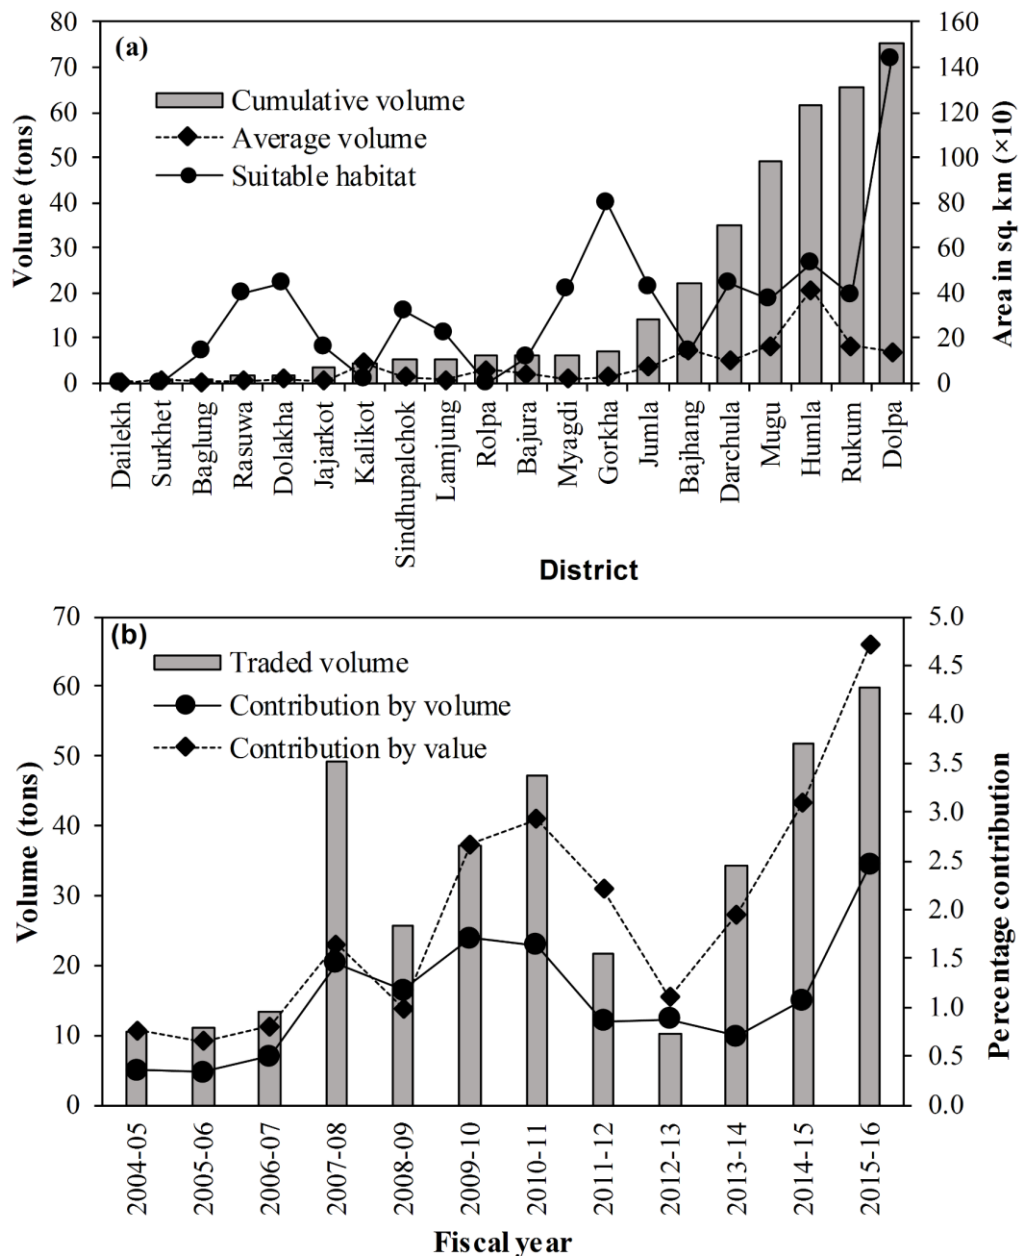 (a)
Cumulative volume
Average volume
Suitable habitat
Volume (tons)
80
70
60
50
40
30
20
10
0
Area in sq. km (×10)
160
140
120
100
80
60
40
20
0
Dailekh
Surkhet
Baglung
Rasuwa
Dolakha
Jajarkot
Kalikot
Sindhupalchok
Lamjung
Rolpa
Bajura
Myagdi
Gorkha
Jumla
Bajhang
Darchula
Mugu
Humla
Rukum
Dolpa
District
(b)
Traded volume
Contribution by volume
Contribution by value
Volume (tons)
70
60
50
40
30
20
10
0
Percentage contribution
5.0
4.5
4.0
3.5
3.0
2.5
2.0
1.5
1.0
0.5
0.0
2004-05
2005-06
2006-07
2007-08
2008-09
2009-10
2010-11
2011-12
2012-13
2013-14
2014-15
2015-16
Fiscal year